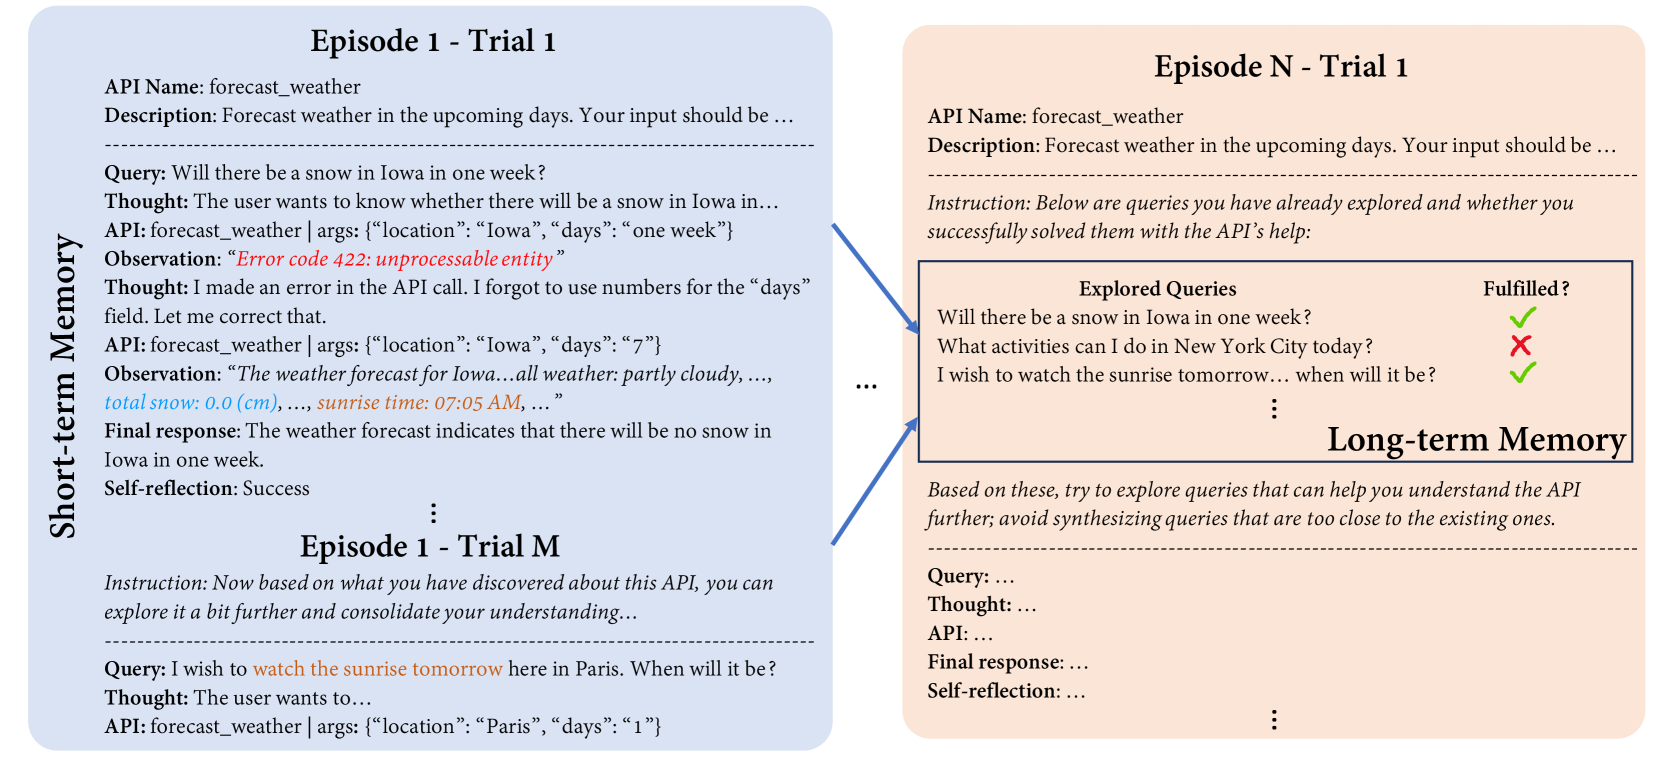 Short-term Memory
Episode 1 - Trial 1
API Name: forecast_weather
Description: Forecast weather in the upcoming days. Your input should be …
Query: Will there be a snow in Iowa in one week?
Thought: The user wants to know whether there will be a snow in Iowa in…
API: forecast_weather | args: {“location”: “Iowa”, “days”: “one week”}
Observation: “Error code 422: unprocessable entity”
Thought: I made an error in the API call. I forgot to use numbers for the “days”
field. Let me correct that.
API: forecast_weather | args: {“location”: “Iowa”, “days”: “7”}
Observation: “The weather forecast for Iowa…all weather: partly cloudy, …,
total snow: 0.0 (cm), …, sunrise time: 07:05 AM, …”
Final response: The weather forecast indicates that there will be no snow in
Iowa in one week.
Self-reflection: Success
⋮
Episode 1 - Trial M
Instruction: Now based on what you have discovered about this API, you can
explore it a bit further and consolidate your understanding…
Query: I wish to watch the sunrise tomorrow here in Paris. When will it be?
Thought: The user wants to…
API: forecast_weather | args: {“location”: “Paris”, “days”: “1”}
…
Episode N - Trial 1
API Name: forecast_weather
Description: Forecast weather in the upcoming days. Your input should be …
Instruction: Below are queries you have already explored and whether you
successfully solved them with the API’s help:
Explored Queries Fulfilled?
Will there be a snow in Iowa in one week? ✓
What activities can I do in New York City today? ✗
I wish to watch the sunrise tomorrow… when will it be? ✓
⋮
Long-term Memory
Based on these, try to explore queries that can help you understand the API
further; avoid synthesizing queries that are too close to the existing ones.
Query: …
Thought: …
API: …
Final response: …
Self-reflection: …
⋮